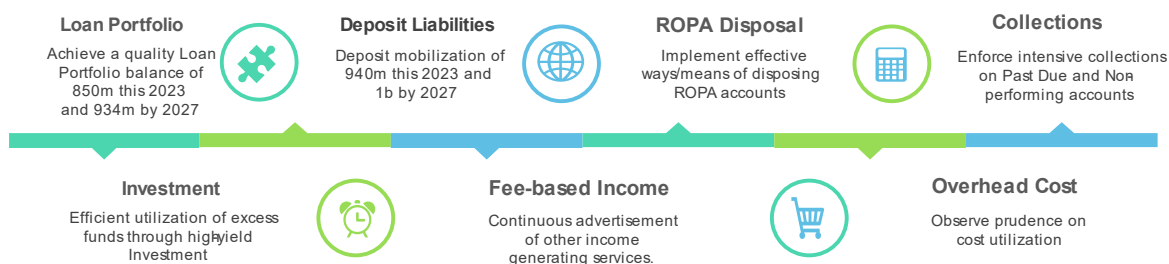 Loan Portfolio
Achieve a quality Loan
Portfolio balance of
850m this 2023
and 934m by 2027
Deposit Liabilities
Deposit mobilization of
940m this 2023 and
1b by 2027
ROPA Disposal
Implement effective
ways/means of disposing
ROPA accounts
Collections
Enforce intensive collections
on Past Due and Non-
performing accounts
Investment
Efficient utilization of excess
funds through high-yield
Investment
Fee-based Income
Continuous advertisement
of other income
generating services.
Overhead Cost
Observe prudence on
cost utilization